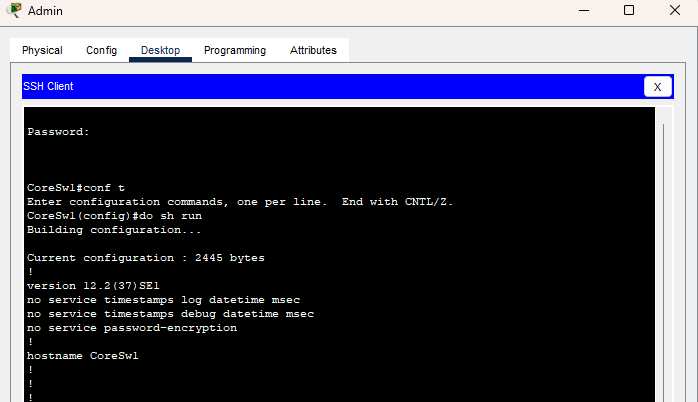 Admin
Physical Config Desktop Programming Attributes
SSH Client X
Password:
CoreSw1#conf t
Enter configuration commands, one per line.  End with CNTL/Z.
CoreSw1(config)#do sh run
Building configuration...
Current configuration : 2445 bytes
!
version 12.2(37)SE1
no service timestamps log datetime msec
no service timestamps debug datetime msec
no service password-encryption
!
hostname CoreSw1
!
!
!